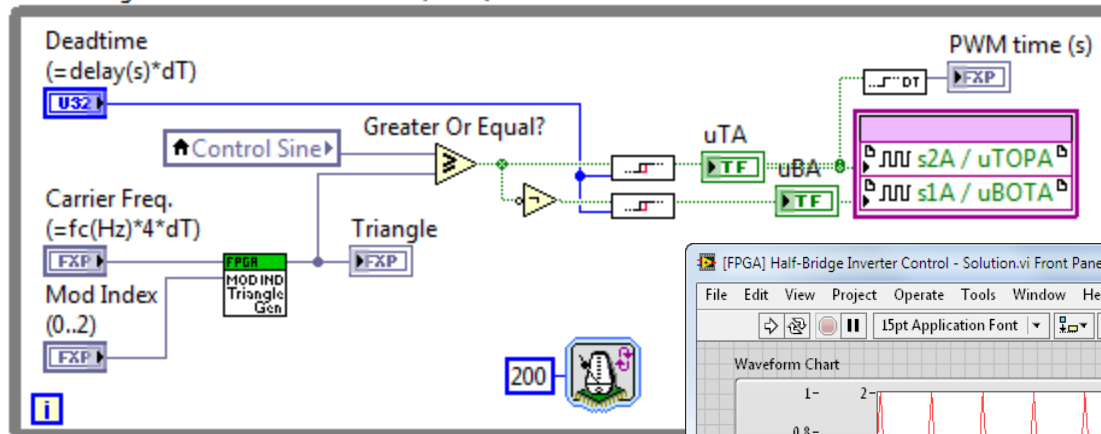 Deadtime
(=delay(s)*dT)
U32
PWM time (s)
DT
FXP
Control Sine
Greater Or Equal?
uTA
TF
uBA
TF
s2A / uTOPA
s1A / uBOTA
Carrier Freq.
(=fc(Hz)*4*dT)
FXP
Triangle
FXP
FPGA
MOD IND
Triangle
Gen
Mod Index
(0..2)
FXP
200
i
[FPGA] Half-Bridge Inverter Control - Solution.vi Front Pane
File Edit View Project Operate Tools Window He
15pt Application Font
Waveform Chart
1-
2-
0.8-